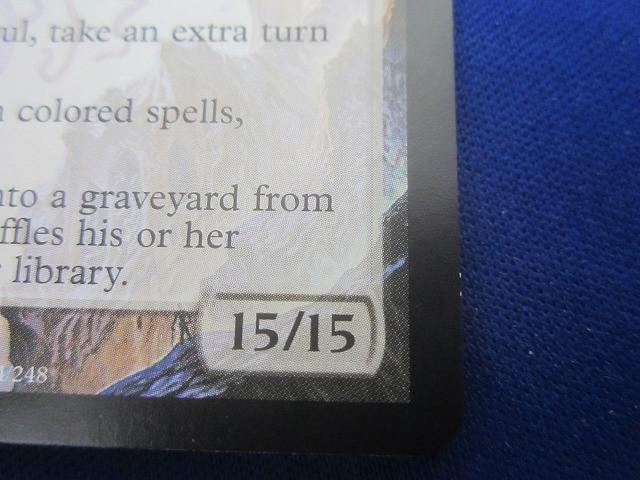 ul, take an extra turn
colored spells,
nto a graveyard from
ffles his or her
library.
15/15
/248